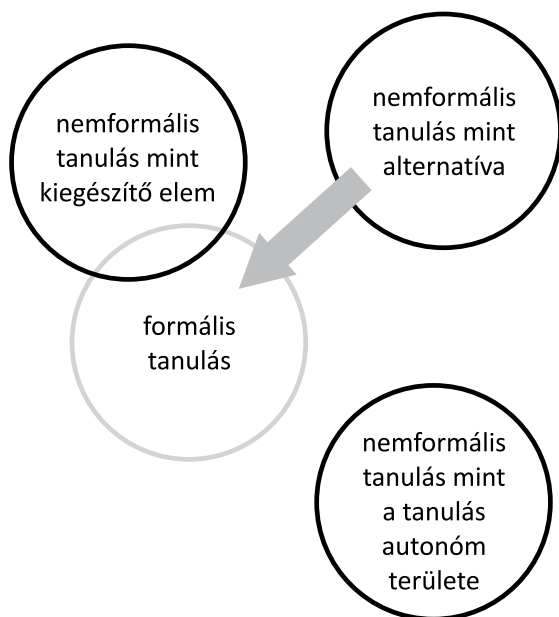 nemformális
tanulás mint
kiegészítő elem
nemformális
tanulás mint
alternatíva
formális
tanulás
nemformális
tanulás mint
a tanulás
autonóm
területe